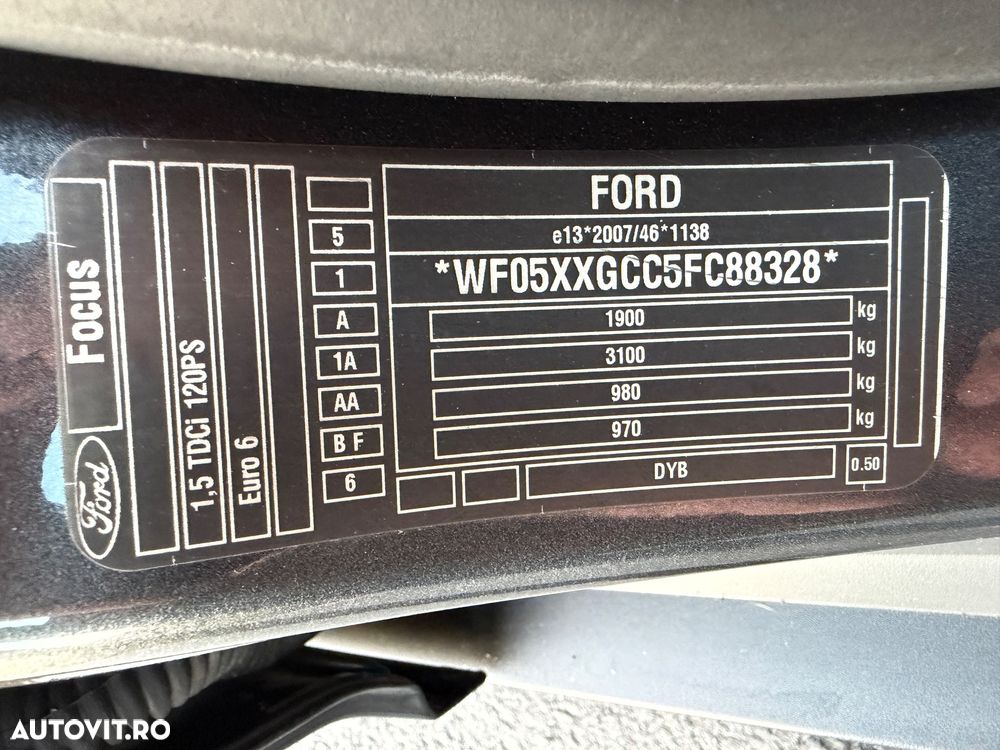 Focus
Ford
1,5 TDCi 120PS
Euro 6
5
1
A
1A
AA
B F
6
FORD
e13*2007/46*1138
*WF05XXGCC5FC88328*
1900 kg
3100 kg
980 kg
970 kg
DYB
0.50
AUTOVIT.RO